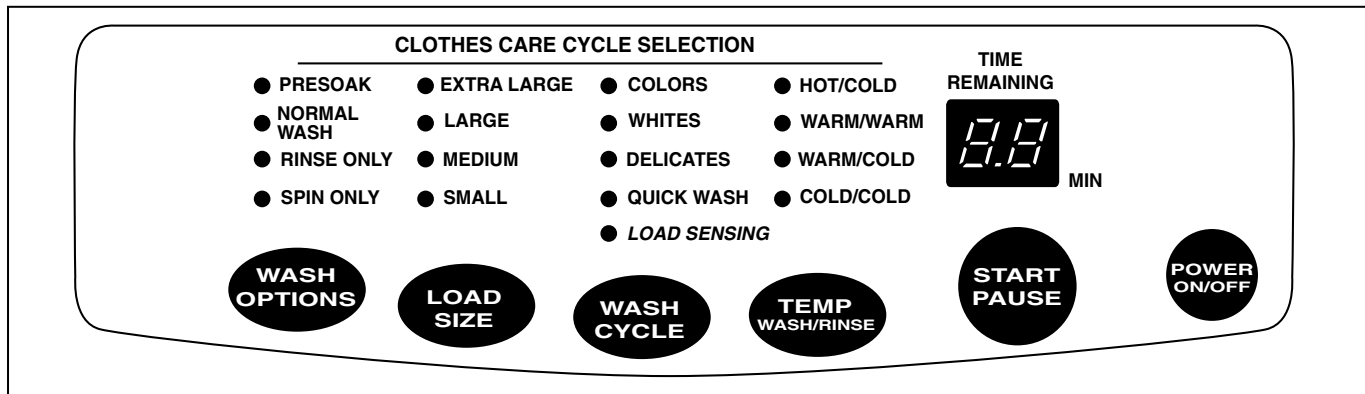 CLOTHES CARE CYCLE SELECTION
PRESOAK
NORMAL
WASH
RINSE ONLY
SPIN ONLY
EXTRA LARGE
LARGE
MEDIUM
SMALL
COLORS
WHITES
DELICATES
QUICK WASH
LOAD SENSING
HOT/COLD
WARM/WARM
WARM/COLD
COLD/COLD
TIME
REMAINING
8.8
MIN
WASH
OPTIONS
LOAD
SIZE
WASH
CYCLE
TEMP
WASH/RINSE
START
PAUSE
POWER
ON/OFF